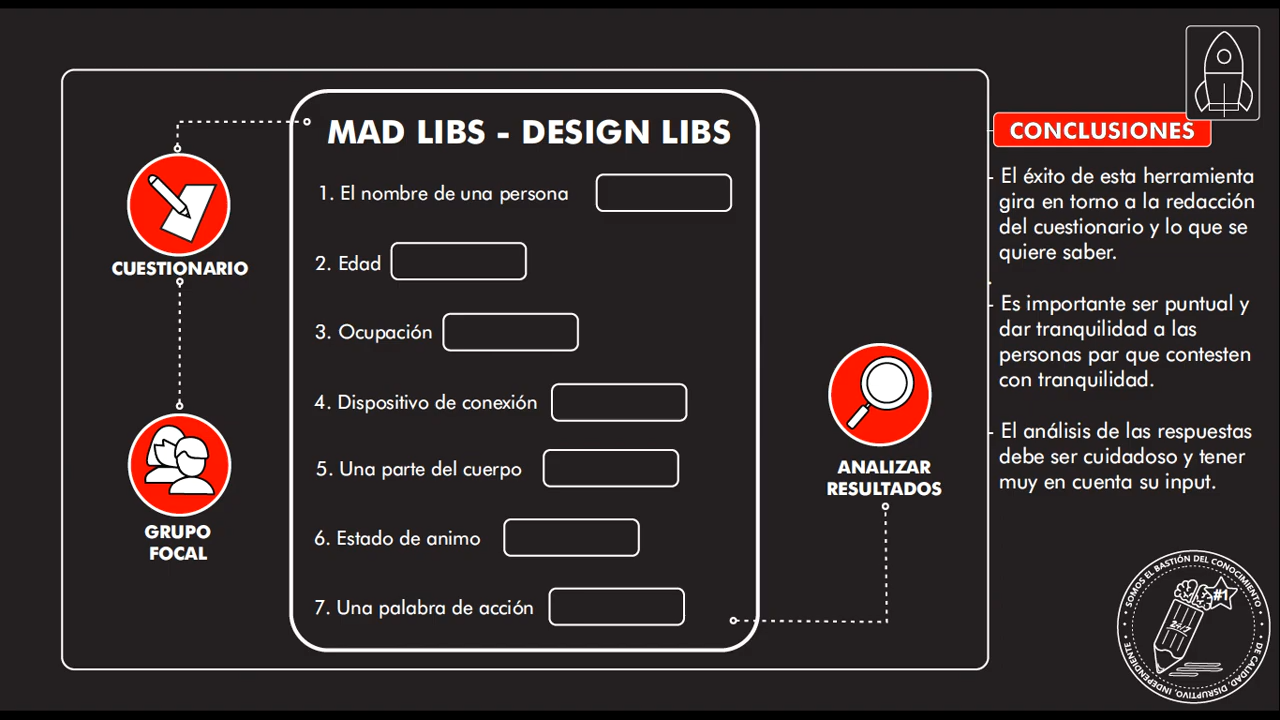 MAD LIBS - DESIGN LIBS
1. El nombre de una persona
2. Edad
3. Ocupación
4. Dispositivo de conexión
5. Una parte del cuerpo
6. Estado de animo
7. Una palabra de acción
CUESTIONARIO
GRUPO
FOCAL
ANALIZAR
RESULTADOS
CONCLUSIONES
- El éxito de esta herramienta
gira en torno a la redacción
del cuestionario y lo que se
quiere saber.
- Es importante ser puntual y
dar tranquilidad a las
personas par que contesten
con tranquilidad.
- El análisis de las respuestas
debe ser cuidadoso y tener
muy en cuenta su input.
• SOMOS EL BASTIÓN DEL CONOCIMIENTO •
• DE CALIDAD, DISRUPTIVO, INDEPENDIENTE •
#1
24/7